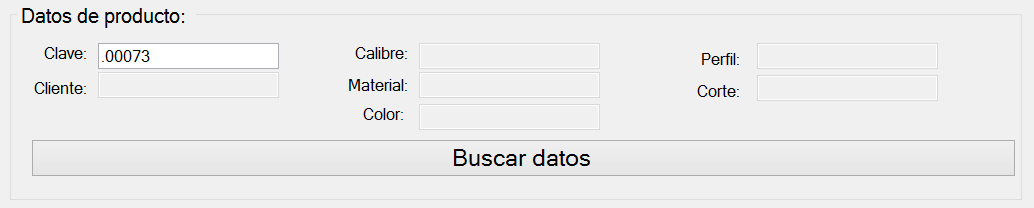 Datos de producto:
Clave: .00073 Calibre: Perfil:
Cliente: Material: Corte:
Color:
Buscar datos